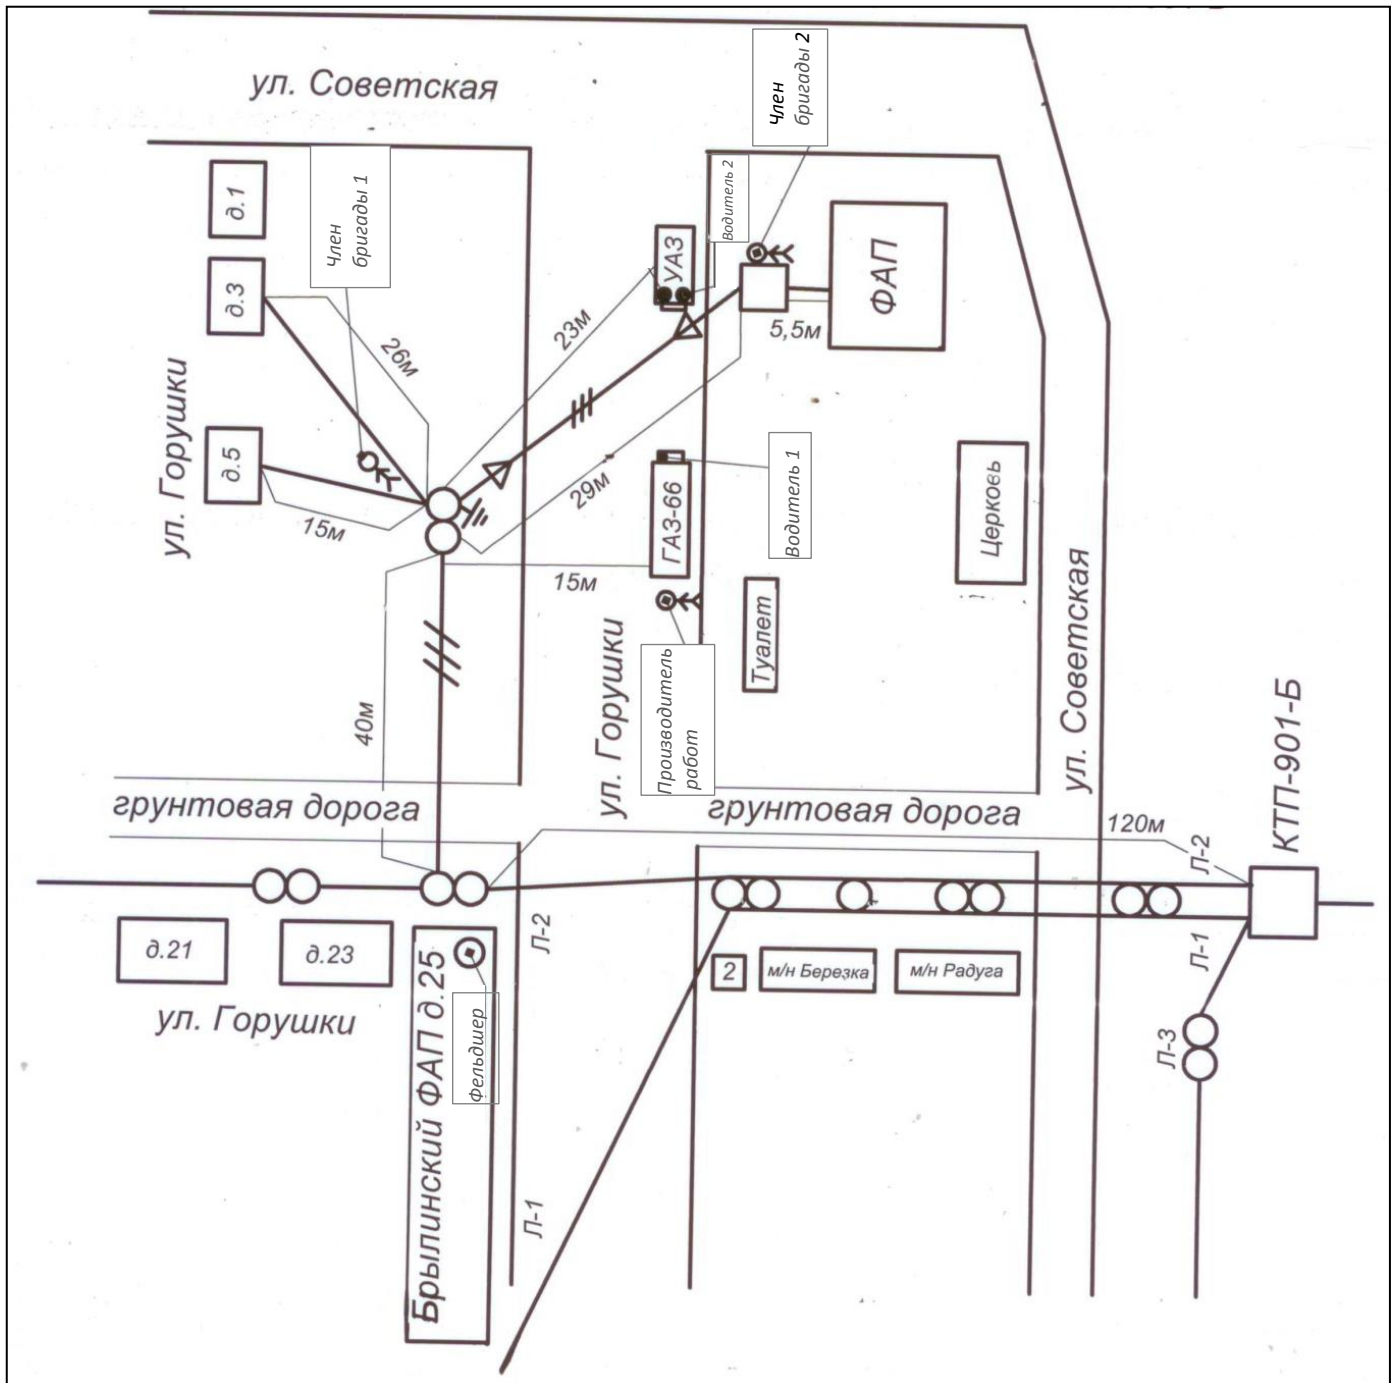 ул. Советская
Член
бригады 2
д.1
Член
бригады 1
Водитель 2
УАЗ
ФАП
д.3
23м
5,5м
26м
ул. Горушки
д.5
29м
ГАЗ-66
Водитель 1
Церковь
15м
15м
Туалет
ул. Горушки
Производитель
работ
ул. Советская
40м
КТП-901-Б
грунтовая дорога
грунтовая дорога
120м
Л-2
Л-2
Л-1
д.21
д.23
2
м/н Березка
м/н Радуга
ул. Горушки
Брылинский ФАП д.25
Фельдшер
Л-3
Л-1